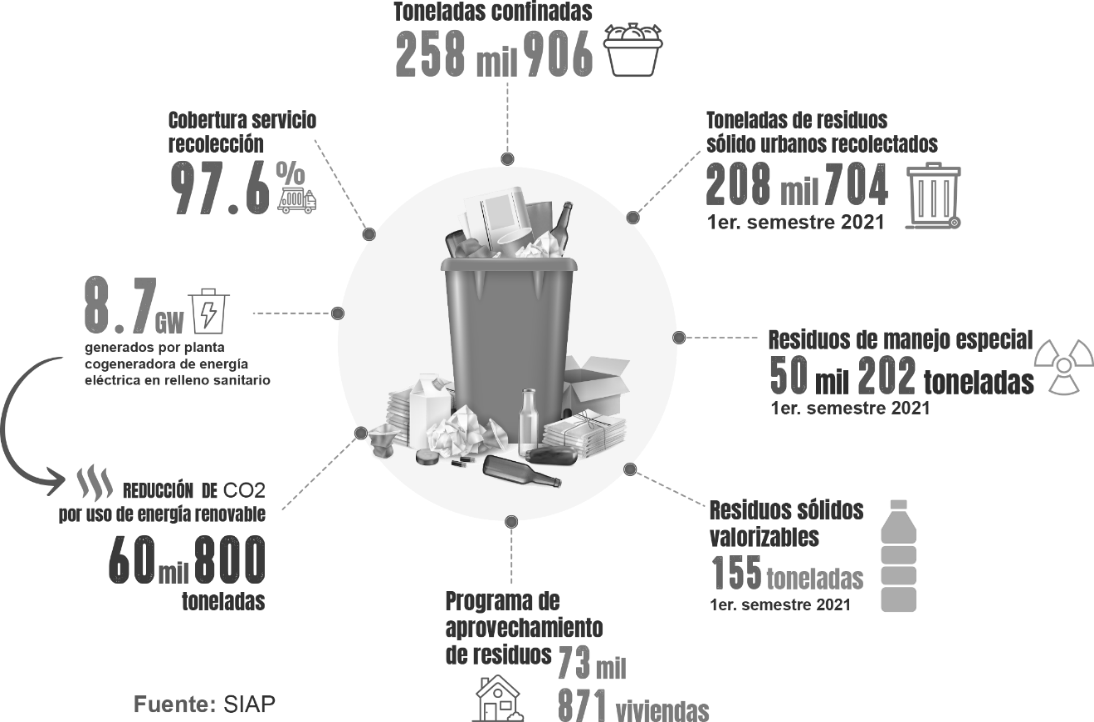 Toneladas confinadas
258 mil 906
Cobertura servicio
recolección
97.6 %
Toneladas de residuos
sólido urbanos recolectados
208 mil 704
1er. semestre 2021
8.7 GW
generados por planta
cogeneradora de energía
eléctrica en relleno sanitario
Residuos de manejo especial
50 mil 202 toneladas
1er. semestre 2021
REDUCCIÓN DE CO2
por uso de energía renovable
60 mil 800
toneladas
Residuos sólidos
valorizables
155 toneladas
1er. semestre 2021
Programa de
aprovechamiento
de residuos 73 mil
871 viviendas
Fuente: SIAP